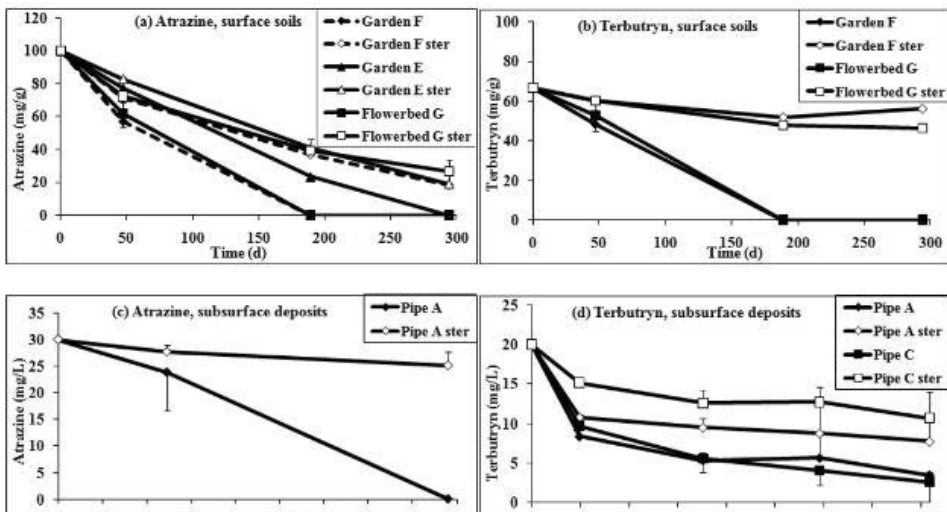 (a) Atrazine, surface soils
Atrazine (mg/g)
120
100
80
60
40
20
0
0
50
100
150
200
250
300
Time (d)
Garden F
Garden F ster
Garden E
Garden E ster
Flowerbed G
Flowerbed G ster
(b) Terbutryn, surface soils
Terbutryn (mg/g)
100
80
60
40
20
0
0
50
100
150
200
250
300
Time (d)
Garden F
Garden F ster
Flowerbed G
Flowerbed G ster
(c) Atrazine, subsurface deposits
Atrazine (mg/L)
35
30
25
20
15
10
5
0
Pipe A
Pipe A ster
(d) Terbutryn, subsurface deposits
Terbutryn (mg/L)
25
20
15
10
5
0
Pipe A
Pipe A ster
Pipe C
Pipe C ster